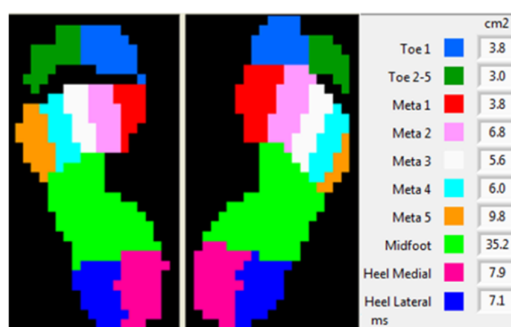 cm2
Toe 1 3.8
Toe 2-5 3.0
Meta 1 3.8
Meta 2 6.8
Meta 3 5.6
Meta 4 6.0
Meta 5 9.8
Midfoot 35.2
Heel Medial 7.9
Heel Lateral 7.1
ms